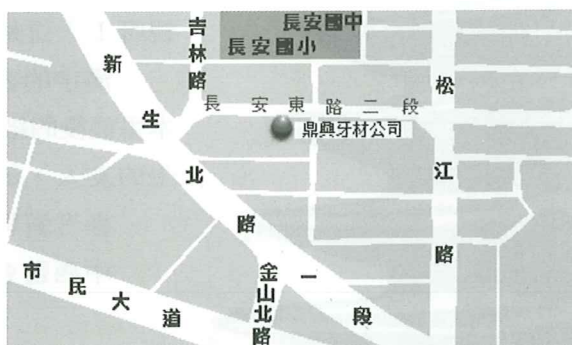 長安國中
長安國小
吉林路
新生北路一段
長安東路二段
松江路
鼎興牙材公司
金山北路
市民大道